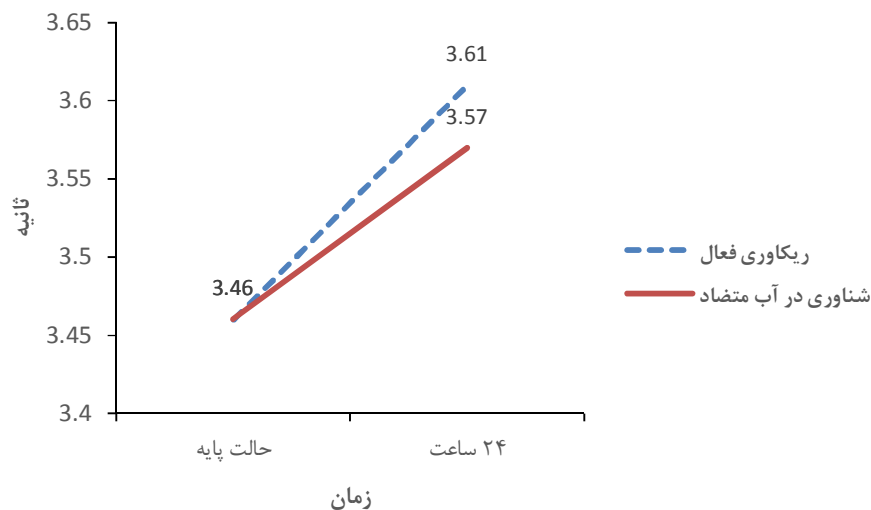 3.65
3.6
3.55
3.5
3.45
3.4
ثانیه
3.61
3.57
3.46
حالت پایه
۲۴ ساعت
زمان
ریکاوری فعال
شناوری در آب متضاد